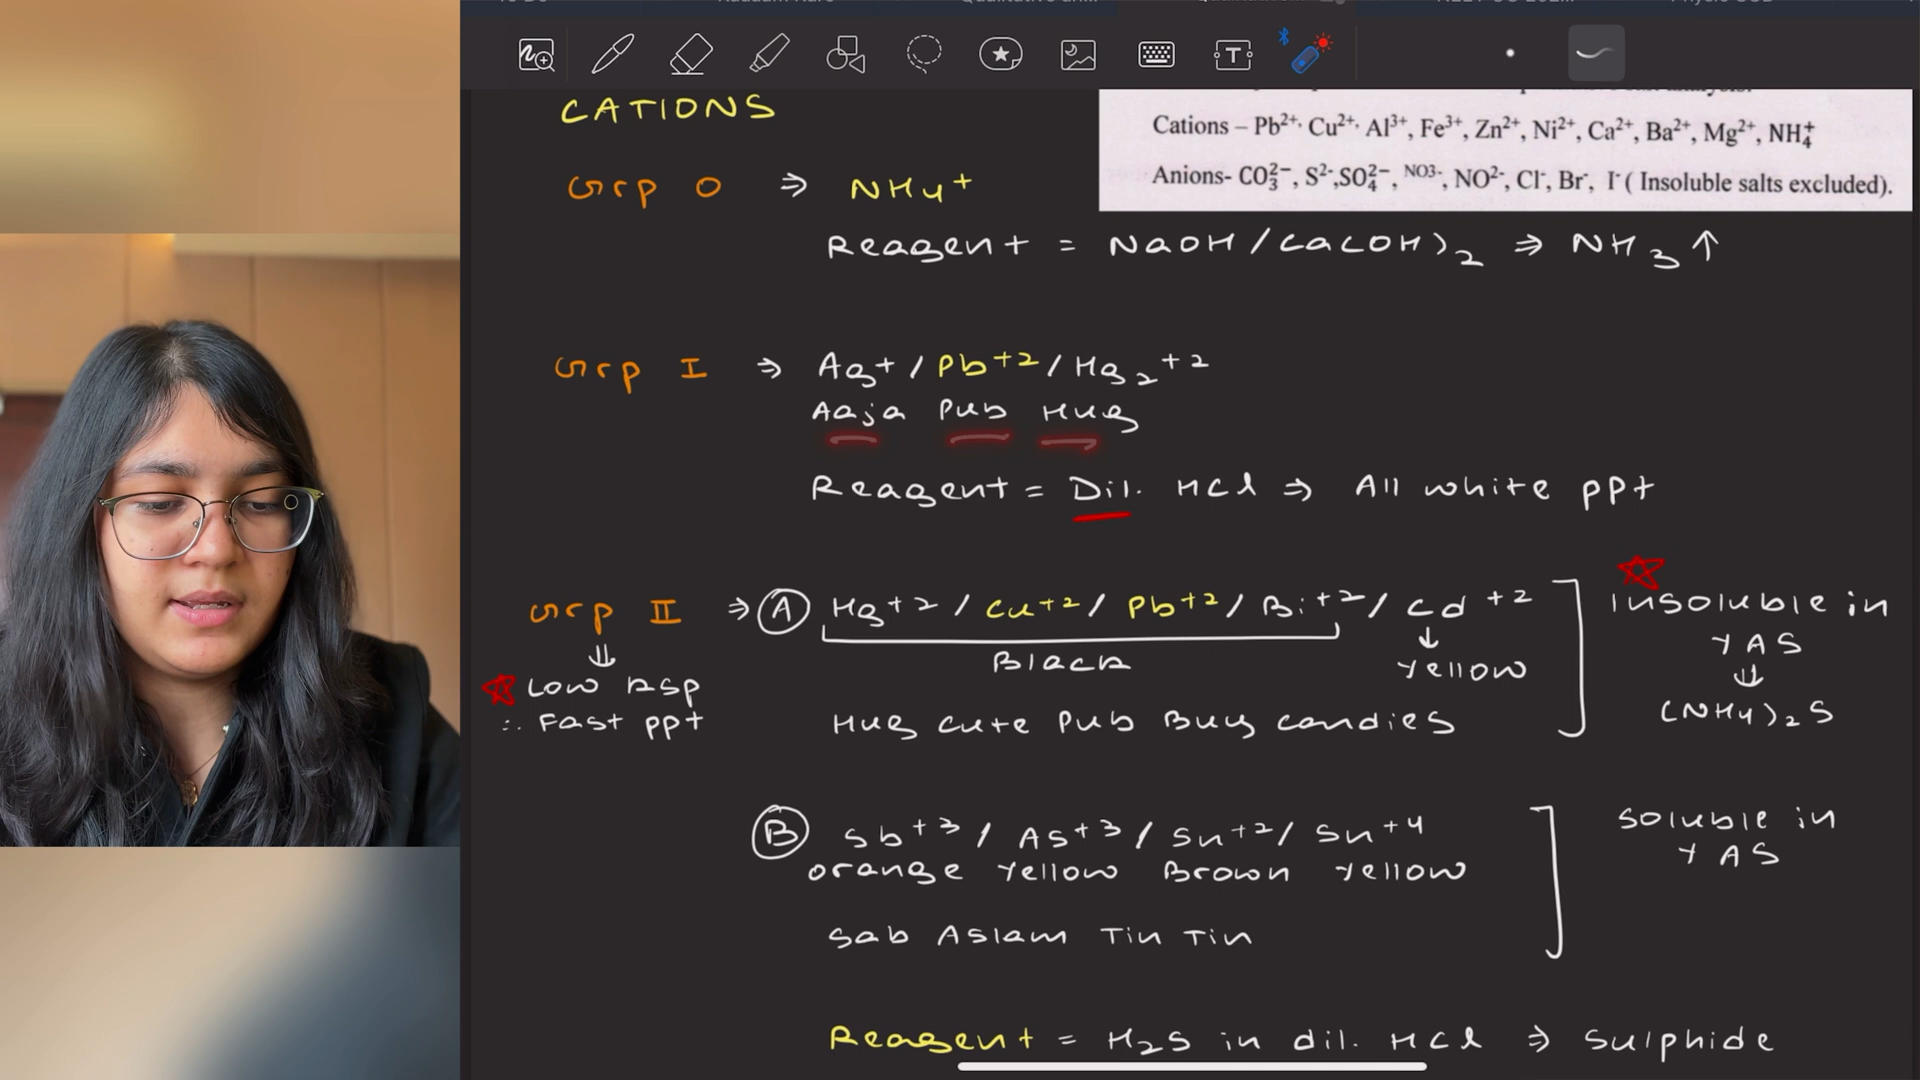 CATIONS
Cations – Pb²⁺, Cu²⁺, Al³⁺, Fe³⁺, Zn²⁺, Ni²⁺, Ca²⁺, Ba²⁺, Mg²⁺, NH₄⁺
Anions- CO₃²⁻, S²⁻,SO₄²⁻, NO3-, NO²⁻, Cl⁻, Br⁻, I⁻ ( Insoluble salts excluded).
Grp 0 ⇒ NH4+
Reagent = NaOH/Ca(OH)₂ ⇒ NH₃↑
Grp I ⇒ Ag+ / Pb+2 / Hg₂+2
Aaja Pub Hug
Reagent = Dil. HCl ⇒ All white ppt
Grp II ⇒ A Hg+2 / Cu+2 / Pb+2 / Bi+2 / Cd+2
Black
↓
Yellow
Insoluble in
YAS
⇓
(NH4)₂S
⇓
Low Ksp
∴ Fast ppt
Hug cute Pub Buy candies
B Sb+3 / As+3 / Sn+2 / Sn+4
orange Yellow Brown Yellow
soluble in
YAS
Sab Aslam Tin Tin
Reagent = H₂S in dil. HCl ⇒ Sulphide